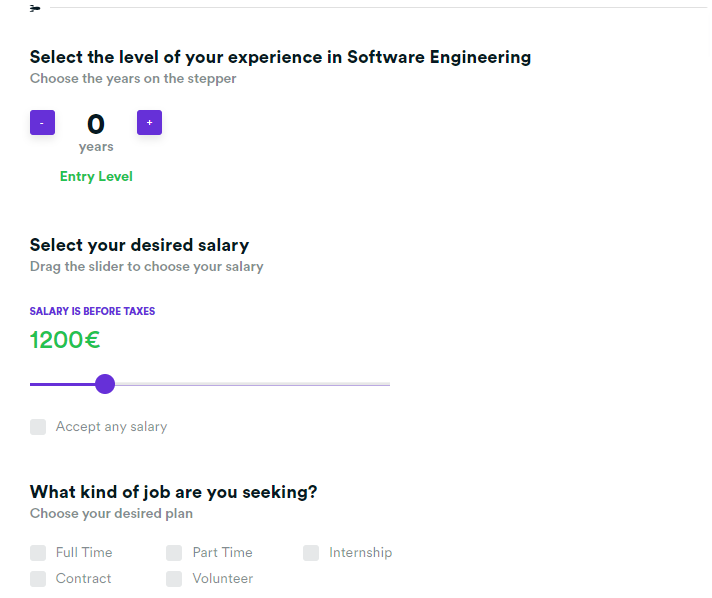 Select the level of your experience in Software Engineering
Choose the years on the stepper
- 0 +
years
Entry Level
Select your desired salary
Drag the slider to choose your salary
SALARY IS BEFORE TAXES
1200€
Accept any salary
What kind of job are you seeking?
Choose your desired plan
Full Time Part Time Internship
Contract Volunteer